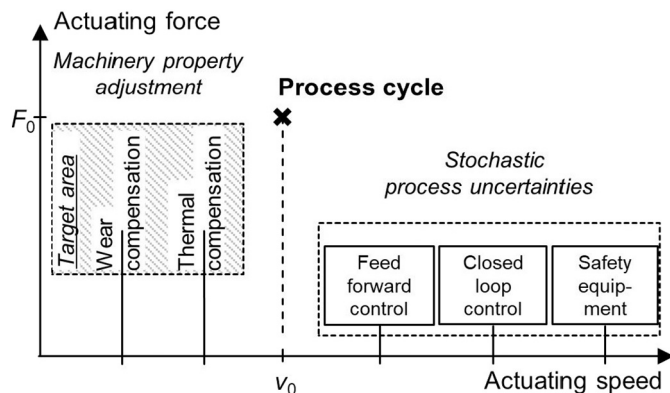 Actuating force
Machinery property
adjustment
Process cycle
F₀
Target area
Wear
compensation
Thermal
compensation
Stochastic
process uncertainties
Feed
forward
control
Closed
loop
control
Safety
equip-
ment
v₀
Actuating speed